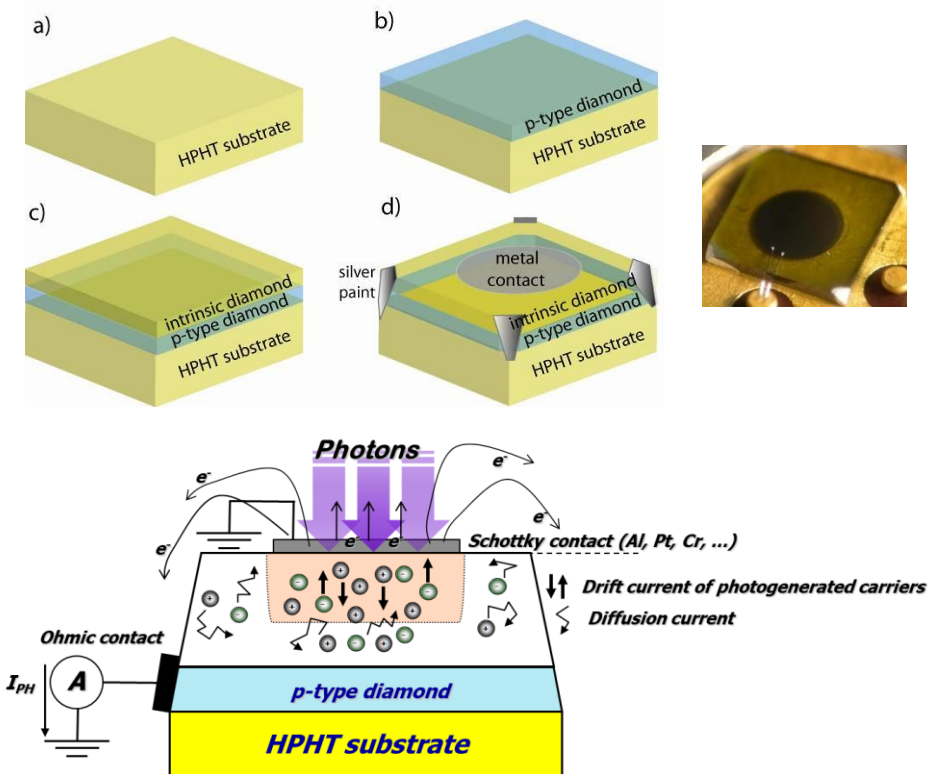 a)
HPHT substrate
b)
p-type diamond
HPHT substrate
c)
intrinsic diamond
p-type diamond
HPHT substrate
d)
silver
paint
metal
contact
intrinsic diamond
p-type diamond
HPHT substrate
Photons
e-
e-
e-
e-
e- e-
Schottky contact (Al, Pt, Cr, ...)
Drift current of photogenerated carriers
Diffusion current
Ohmic contact
IPH
A
p-type diamond
HPHT substrate